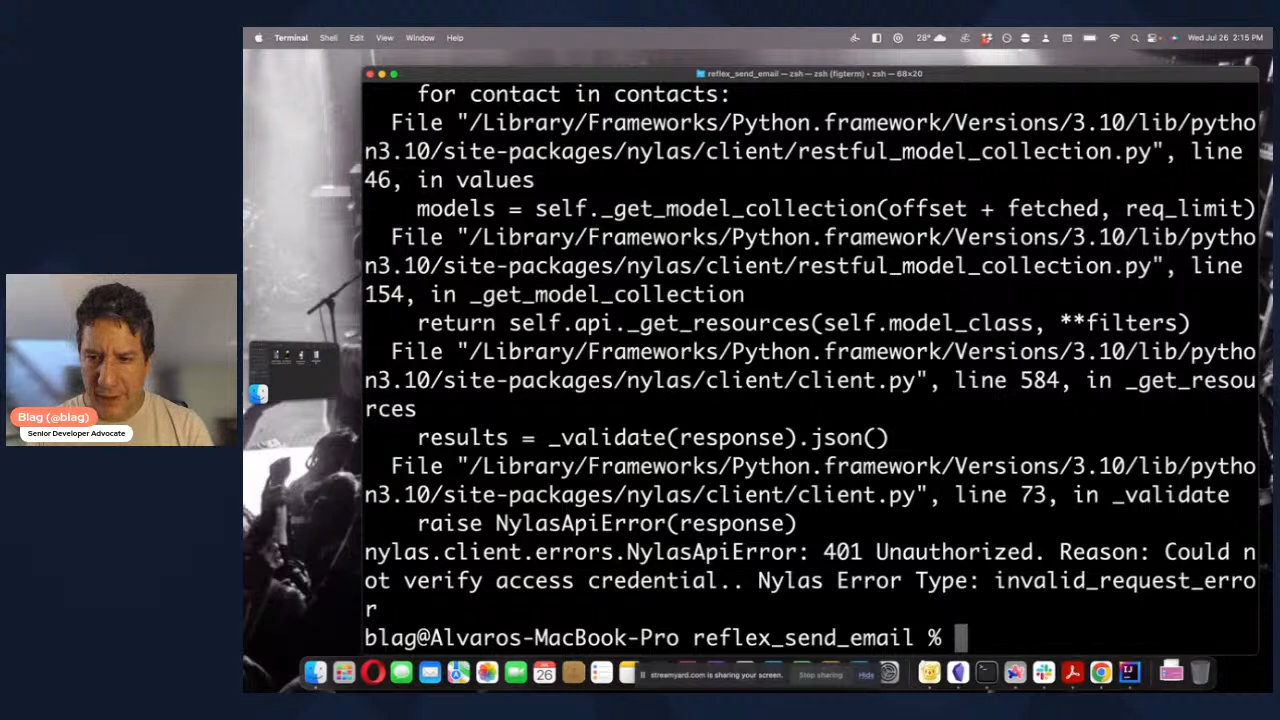 Terminal Shell Edit View Window Help 28° Wed Jul 26 2:15 PM
reflex_send_email — zsh — zsh (figterm) • zsh — 68×20
for contact in contacts:
File "/Library/Frameworks/Python.framework/Versions/3.10/lib/pytho
n3.10/site-packages/nylas/client/restful_model_collection.py", line
46, in values
models = self._get_model_collection(offset + fetched, req_limit)
File "/Library/Frameworks/Python.framework/Versions/3.10/lib/pytho
n3.10/site-packages/nylas/client/restful_model_collection.py", line
154, in _get_model_collection
return self.api._get_resources(self.model_class, **filters)
File "/Library/Frameworks/Python.framework/Versions/3.10/lib/pytho
n3.10/site-packages/nylas/client/client.py", line 584, in _get_resou
rces
results = _validate(response).json()
File "/Library/Frameworks/Python.framework/Versions/3.10/lib/pytho
n3.10/site-packages/nylas/client/client.py", line 73, in _validate
raise NylasApiError(response)
nylas.client.errors.NylasApiError: 401 Unauthorized. Reason: Could n
ot verify access credential.. Nylas Error Type: invalid_request_erro
r
blag@Alvaros-MacBook-Pro reflex_send_email %
Blag (@blag)
Senior Developer Advocate
26
streamyard.com is sharing your screen. Stop sharing Hide